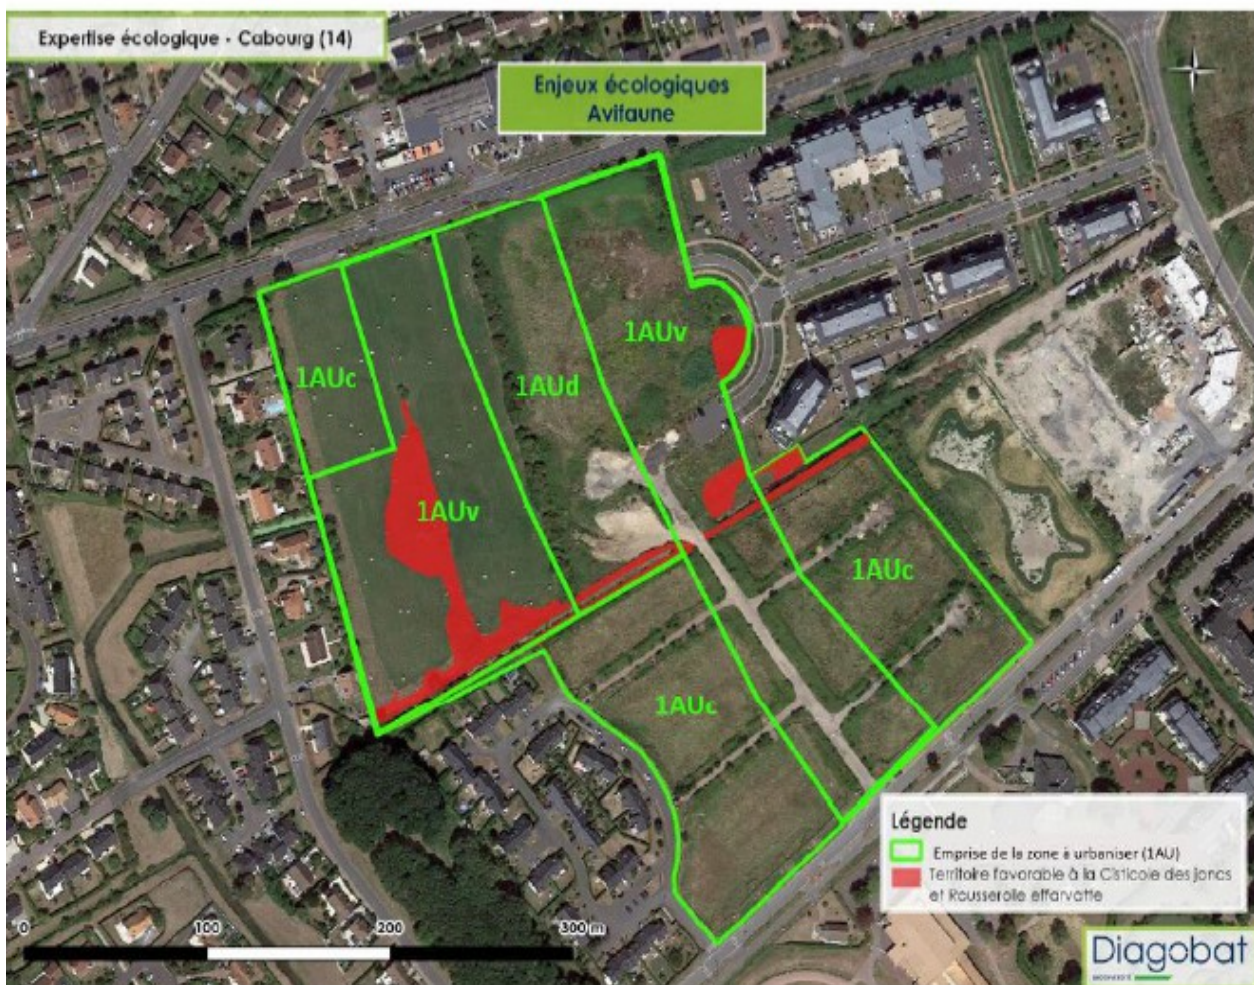 Expertise écologique - Cabourg (14)
Enjeux écologiques
Avifaune
1AUv
1AUc
1AUd
1AUv
1AUc
1AUc
Légende
Emprise de la zone à urbaniser (1AU)
Territoire favorable à la Cisticole des joncs
et Rousserolle effarvatte
0 100 200 300 m
Diagobat